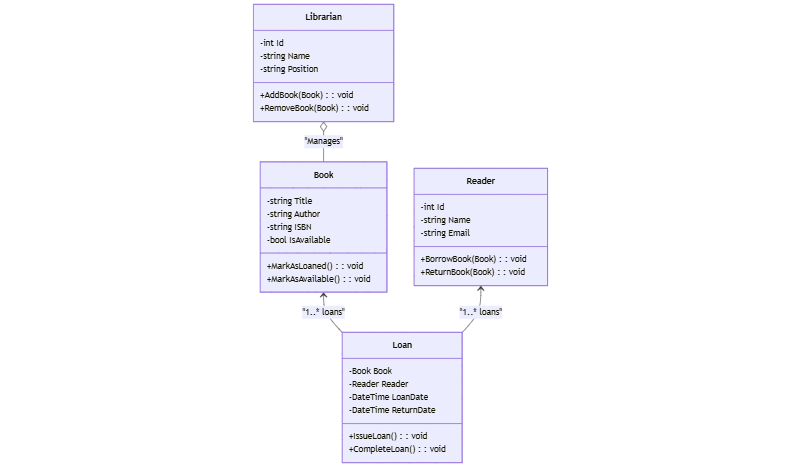 Librarian
-int Id
-string Name
-string Position
+AddBook(Book) : : void
+RemoveBook(Book) : : void
"Manages"
Book
-string Title
-string Author
-string ISBN
-bool IsAvailable
+MarkAsLoaned() : : void
+MarkAsAvailable() : : void
Reader
-int Id
-string Name
-string Email
+BorrowBook(Book) : : void
+ReturnBook(Book) : : void
"1..* loans"
"1..* loans"
Loan
-Book Book
-Reader Reader
-DateTime LoanDate
-DateTime ReturnDate
+IssueLoan() : : void
+CompleteLoan() : : void